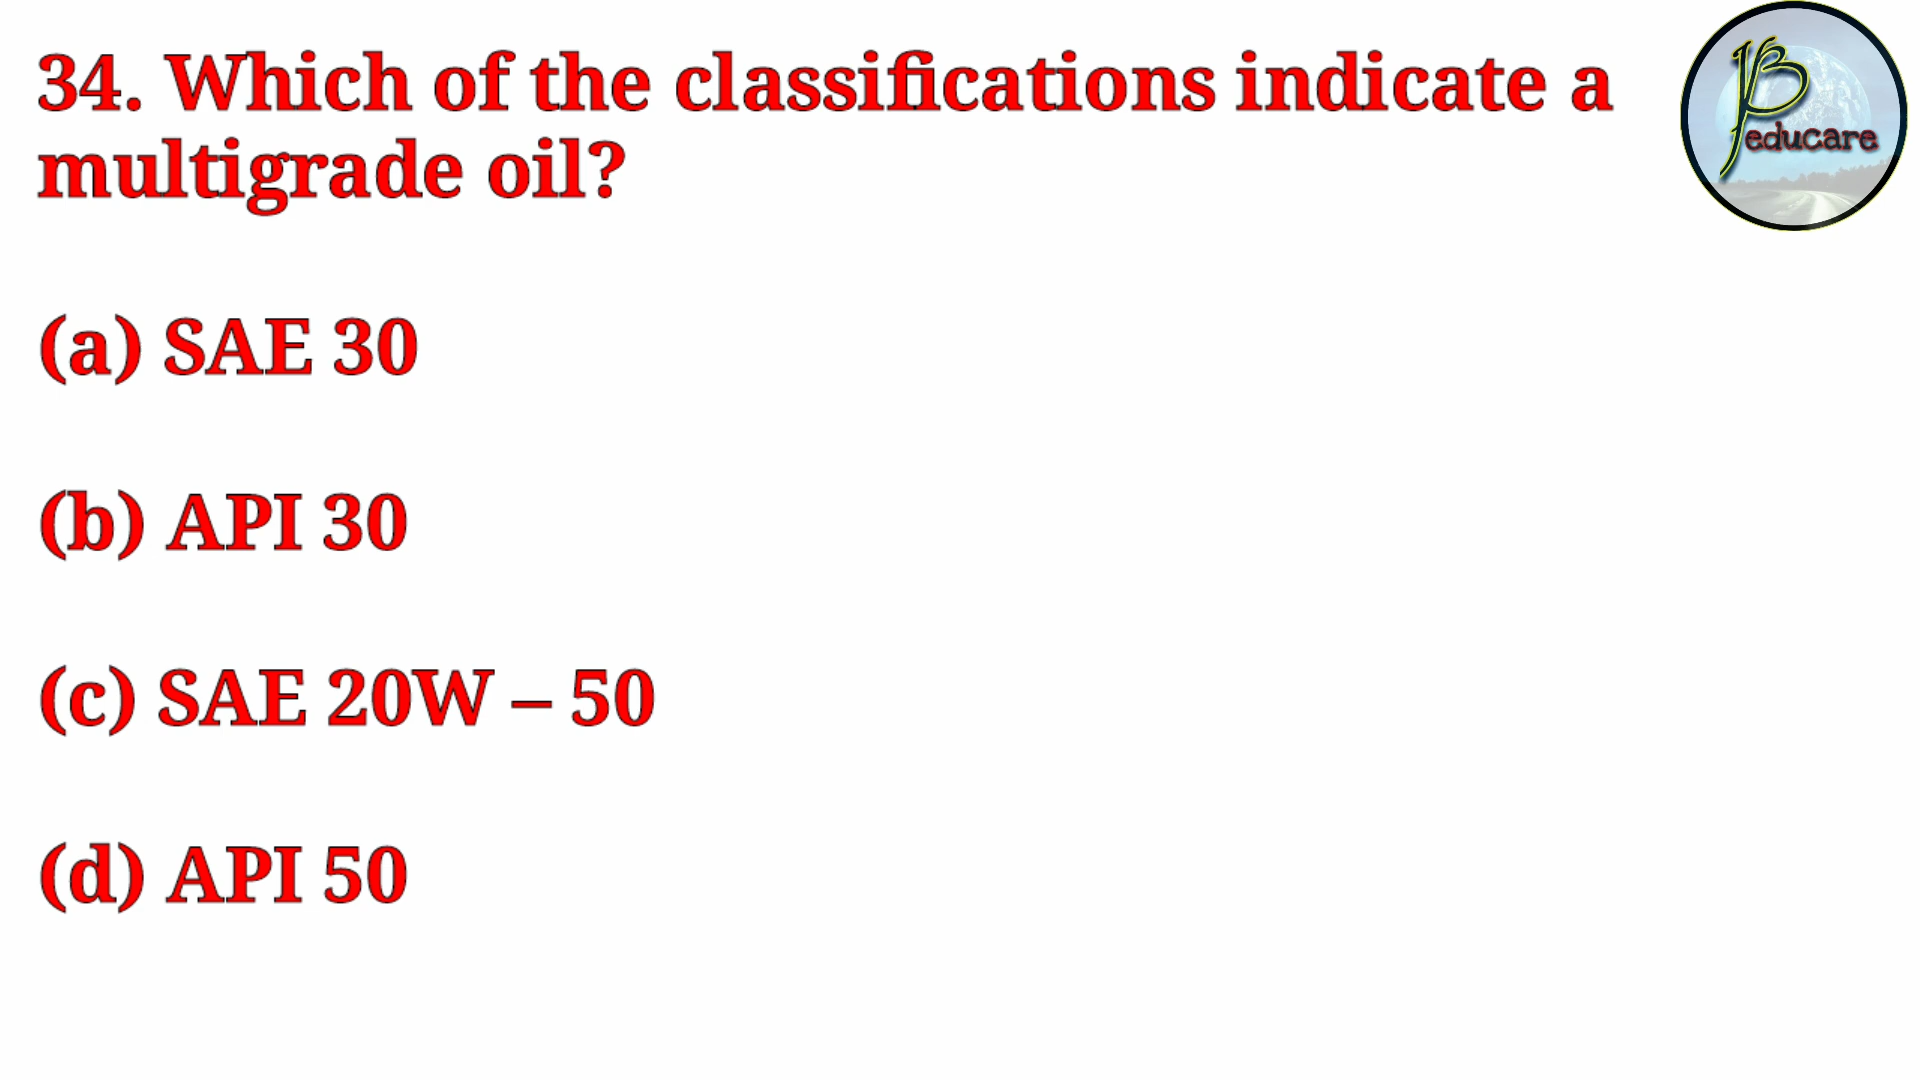 34. Which of the classifications indicate a
multigrade oil?
(a) SAE 30
(b) API 30
(c) SAE 20W – 50
(d) API 50
educare